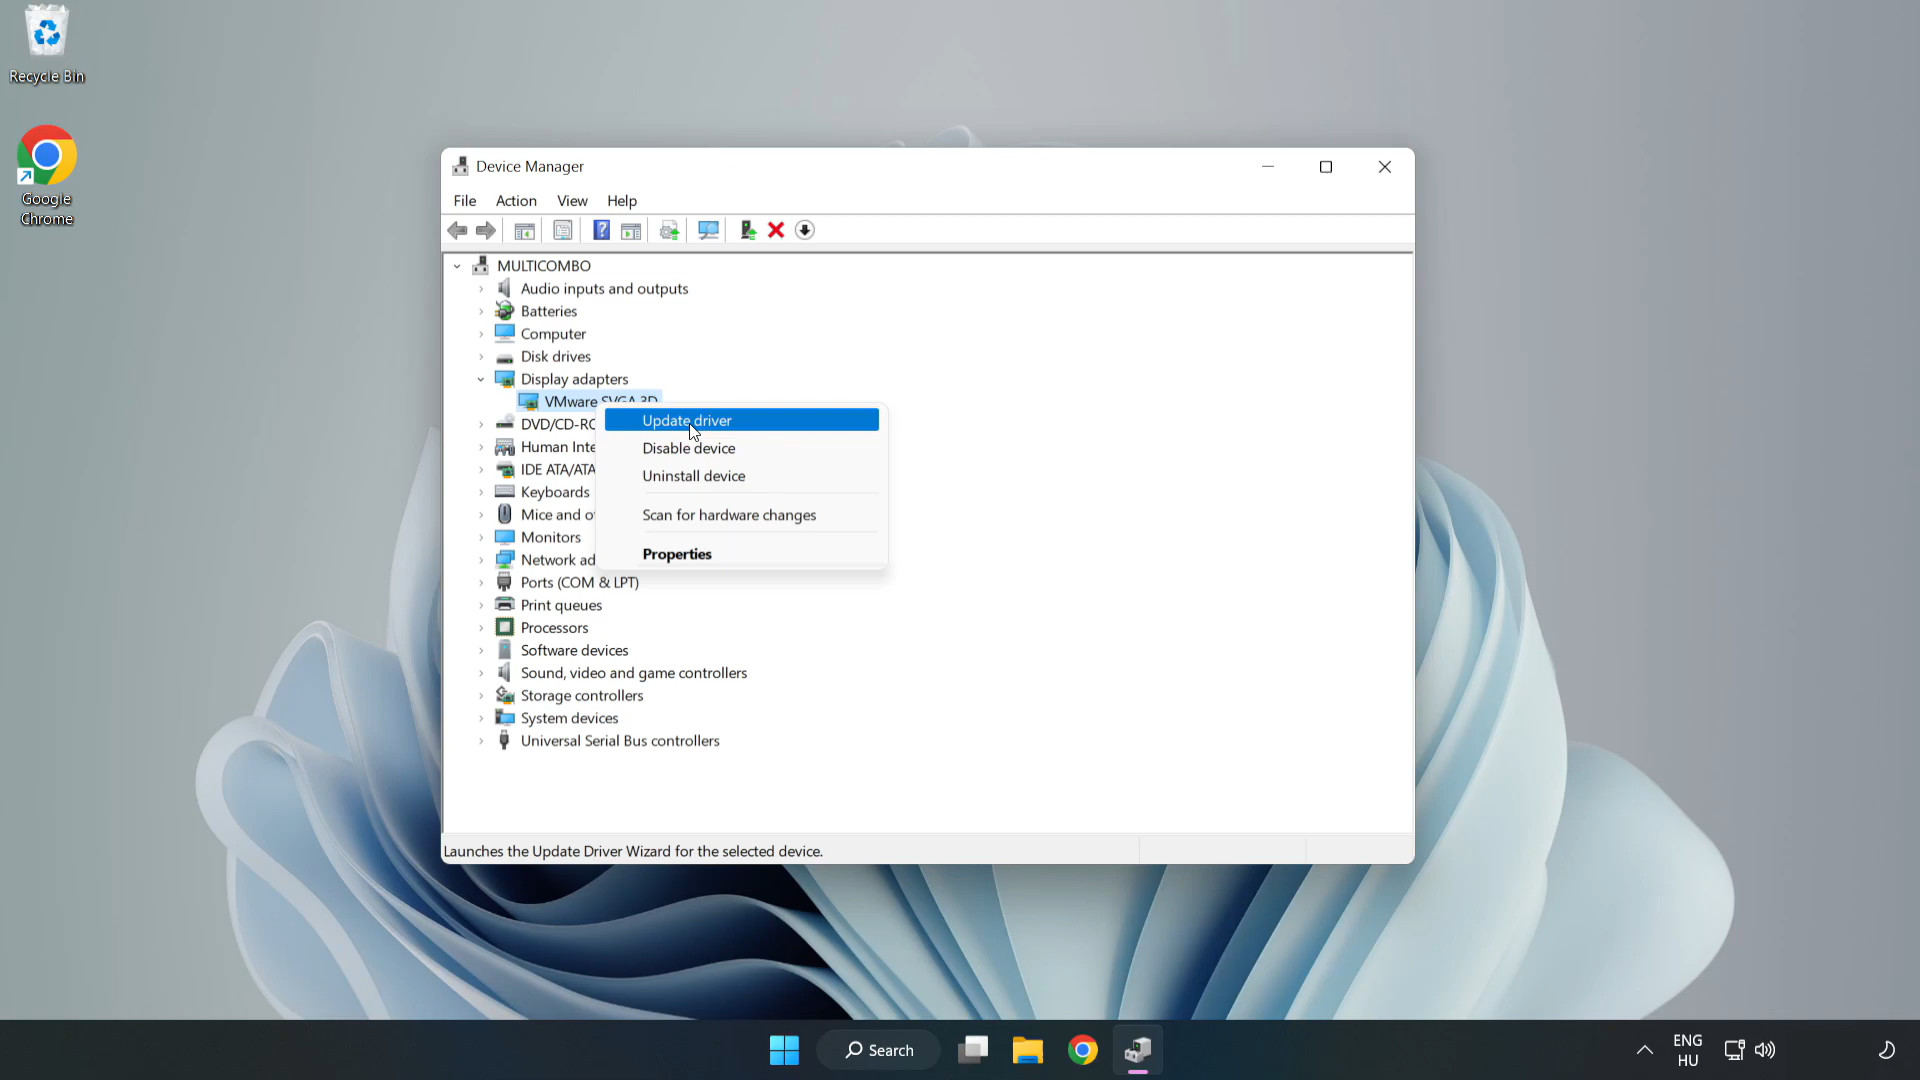 Recycle Bin
Google
Chrome
Device Manager
File Action View Help
MULTICOMBO
Audio inputs and outputs
Batteries
Computer
Disk drives
Display adapters
VMware SVGA 3D
Update driver
DVD/CD-RO
Disable device
Human Inte
IDE ATA/ATA
Uninstall device
Keyboards
Mice and ot
Scan for hardware changes
Monitors
Network ad
Properties
Ports (COM & LPT)
Print queues
Processors
Software devices
Sound, video and game controllers
Storage controllers
System devices
Universal Serial Bus controllers
Launches the Update Driver Wizard for the selected device.
Search
ENG
HU